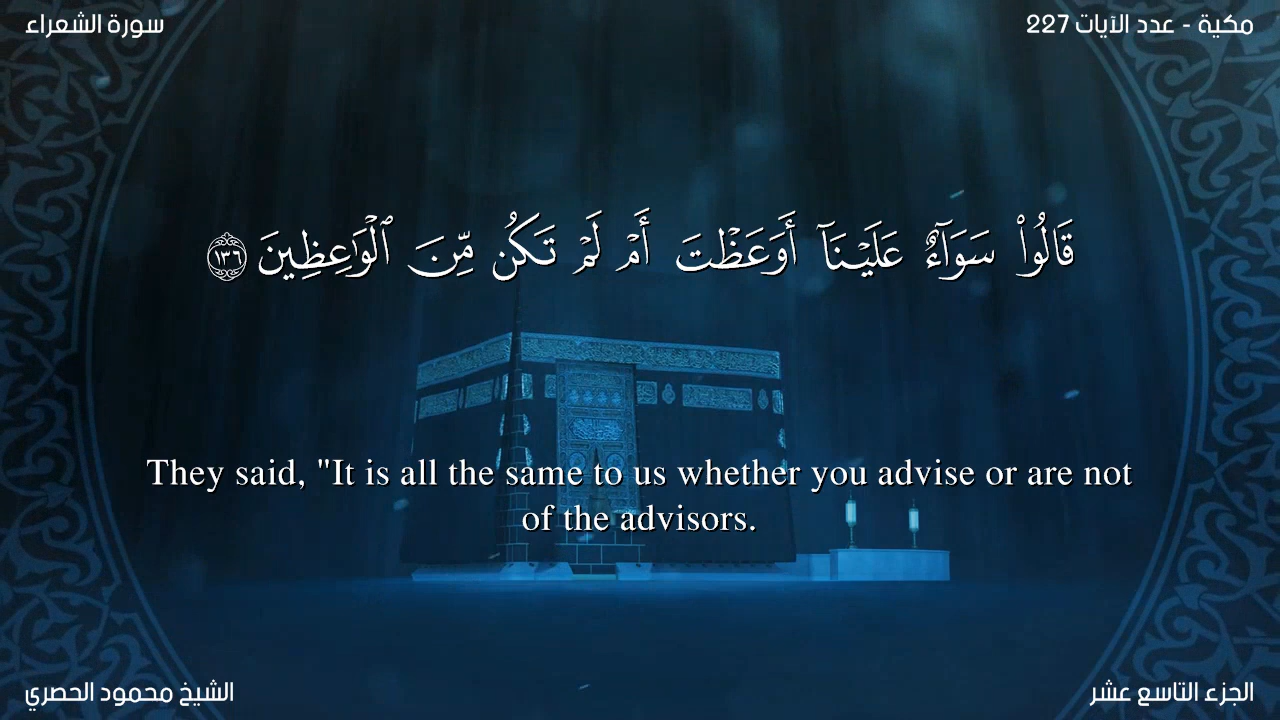 سورة الشعراء
مكية - عدد الآيات 227
قَالُوا۟ سَوَآءٌ عَلَيْنَآ أَوَعَظْتَ أَمْ لَمْ تَكُن مِّنَ ٱلْوَٰعِظِينَ ١٣٦
They said, "It is all the same to us whether you advise or are not
of the advisors.
الشيخ محمود الحصري
الجزء التاسع عشر